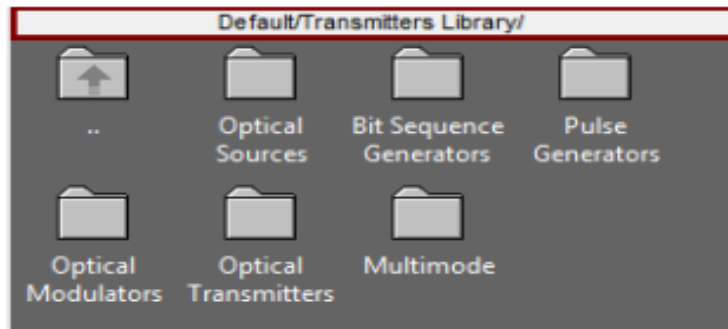 Default/Transmitters Library/
..
Optical
Sources
Bit Sequence
Generators
Pulse
Generators
Optical
Modulators
Optical
Transmitters
Multimode